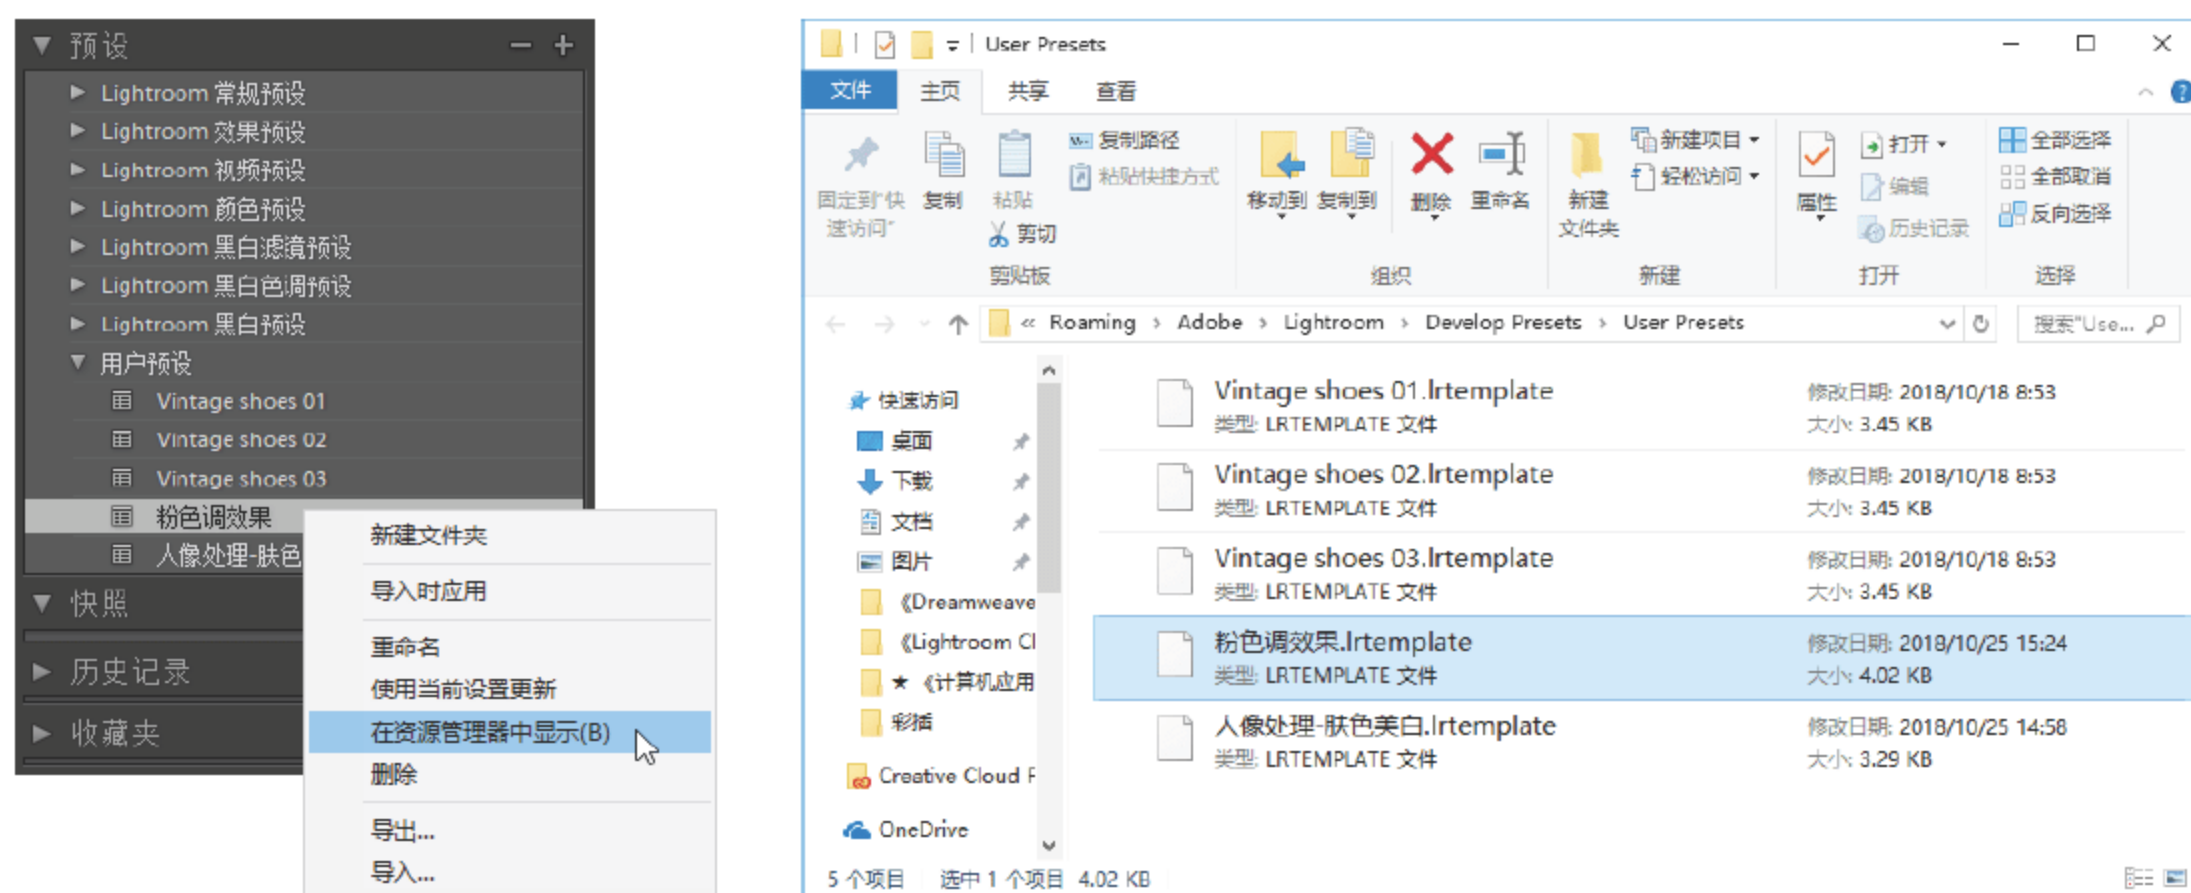 预设
Lightroom 常规预设
Lightroom 效果预设
Lightroom 视频预设
Lightroom 颜色预设
Lightroom 黑白滤镜预设
Lightroom 黑白色调预设
Lightroom 黑白预设
用户预设
Vintage shoes 01
Vintage shoes 02
Vintage shoes 03
粉色调效果
人像处理-肤色
快照
历史记录
收藏夹
新建文件夹
导入时应用
重命名
使用当前设置更新
在资源管理器中显示(B)
删除
导出...
导入...
User Presets
文件 主页 共享 查看
固定到"快速访问"
复制
粘贴
复制路径
粘贴快捷方式
剪切
剪贴板
移动到 复制到 删除 重命名
组织
新建文件夹
新建项目
轻松访问
新建
属性
打开
编辑
历史记录
打开
全部选择
全部取消
反向选择
选择
« Roaming › Adobe › Lightroom › Develop Presets › User Presets
搜索"Use...
快速访问
桌面
下载
文档
图片
《Dreamweave
《Lightroom Cl
★《计算机应用
彩插
Creative Cloud F
OneDrive
Vintage shoes 01.lrtemplate
类型: LRTEMPLATE 文件
修改日期: 2018/10/18 8:53
大小: 3.45 KB
Vintage shoes 02.lrtemplate
类型: LRTEMPLATE 文件
修改日期: 2018/10/18 8:53
大小: 3.45 KB
Vintage shoes 03.lrtemplate
类型: LRTEMPLATE 文件
修改日期: 2018/10/18 8:53
大小: 3.45 KB
粉色调效果.lrtemplate
类型: LRTEMPLATE 文件
修改日期: 2018/10/25 15:24
大小: 4.02 KB
人像处理-肤色美白.lrtemplate
类型: LRTEMPLATE 文件
修改日期: 2018/10/25 14:58
大小: 3.29 KB
5 个项目 选中 1 个项目 4.02 KB